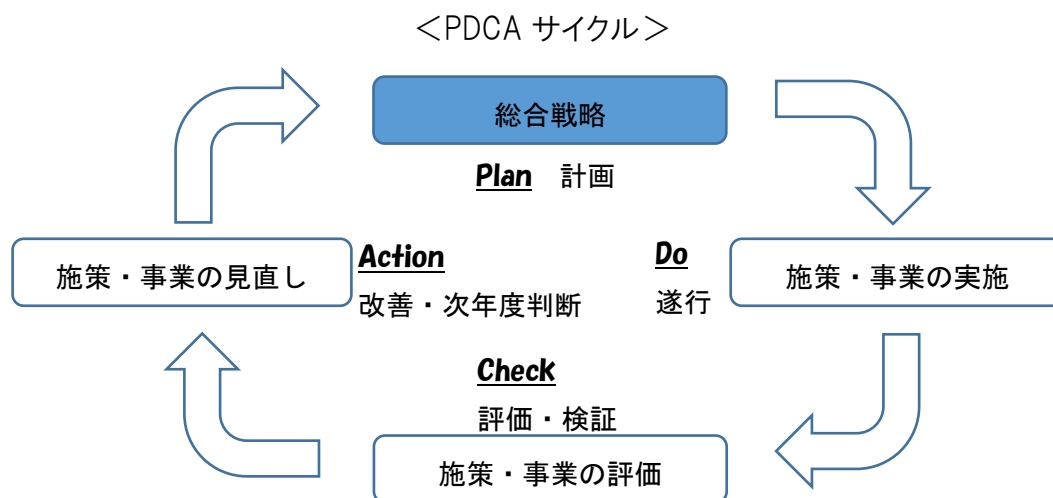 ＜PDCA サイクル＞
総合戦略
Plan　計画
Action
改善・次年度判断
施策・事業の見直し
Do
遂行
施策・事業の実施
Check
評価・検証
施策・事業の評価